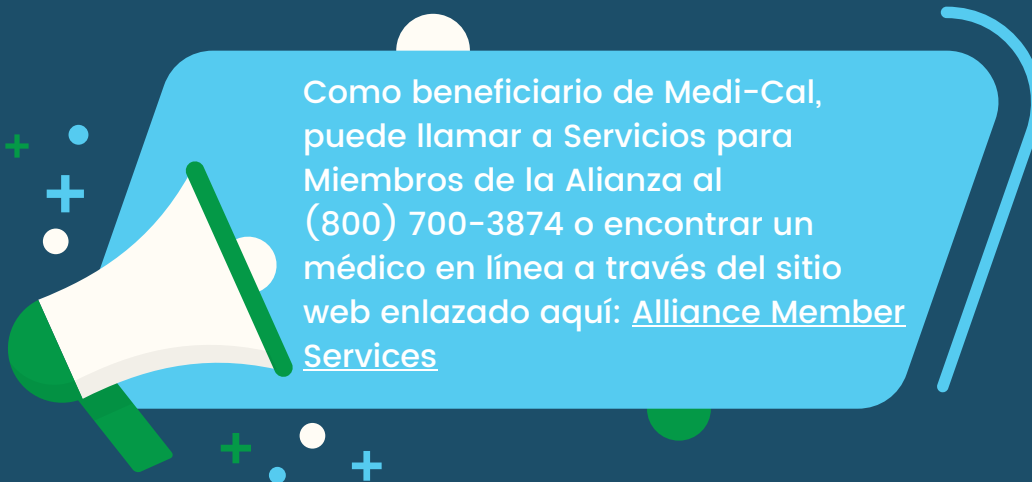 Como beneficiario de Medi-Cal,
puede llamar a Servicios para
Miembros de la Alianza al
(800) 700-3874 o encontrar un
médico en línea a través del sitio
web enlazado aquí: Alliance Member
Services